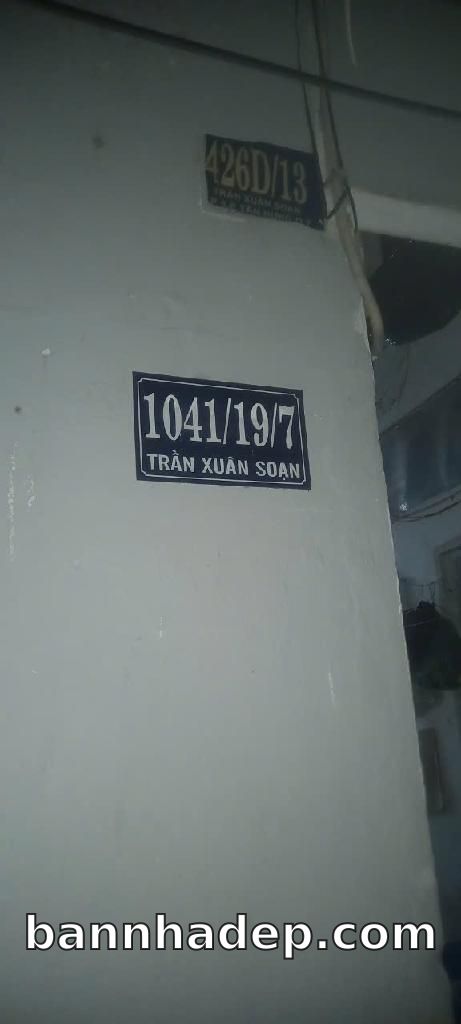 426D/13
TRẦN XUÂN SOẠN
1041/19/7
TRẦN XUÂN SOẠN
bannhadep.com